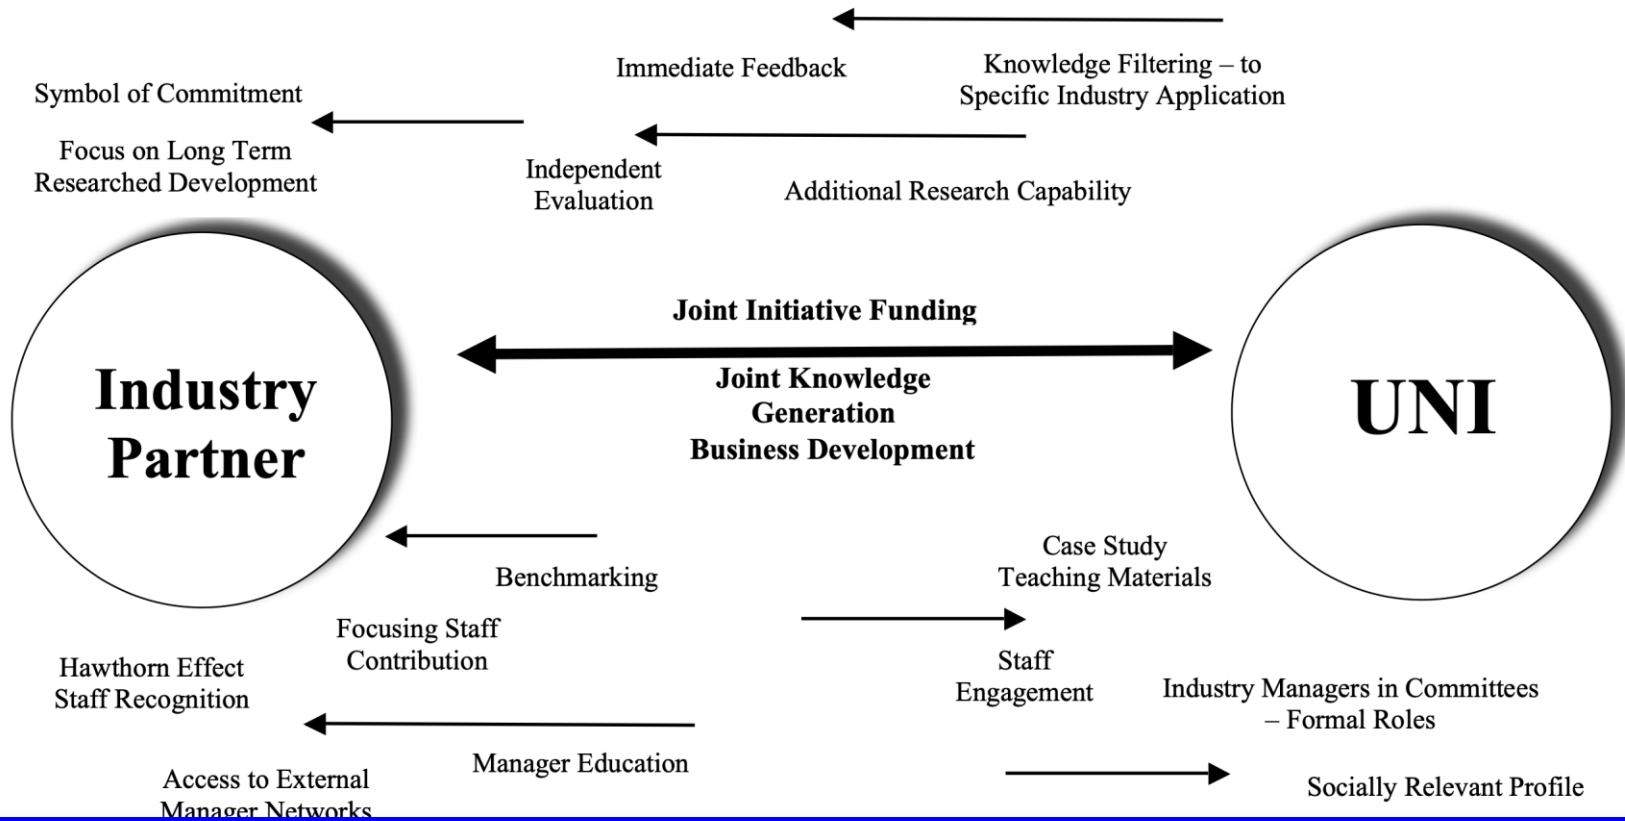 Immediate Feedback
Knowledge Filtering – to
Specific Industry Application
Symbol of Commitment
Focus on Long Term
Researched Development
Independent
Evaluation
Additional Research Capability
Joint Initiative Funding
Joint Knowledge
Generation
Business Development
Industry
Partner
UNI
Benchmarking
Case Study
Teaching Materials
Focusing Staff
Contribution
Hawthorn Effect
Staff Recognition
Staff
Engagement
Industry Managers in Committees
– Formal Roles
Manager Education
Access to External
Manager Networks
Socially Relevant Profile